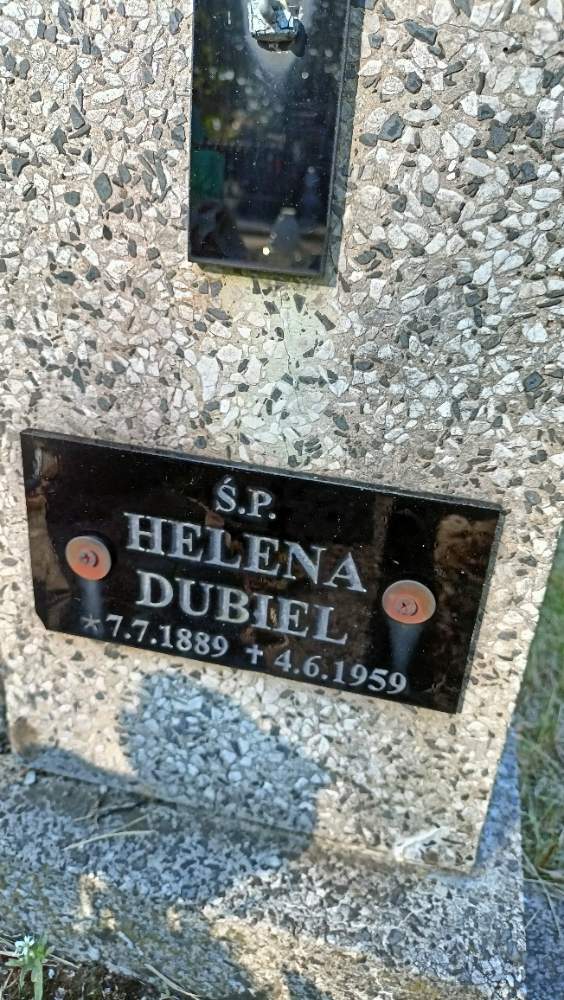 Ś.P.
HELENA
DUBIEL
*7.7.1889 ✝ 4.6.1959